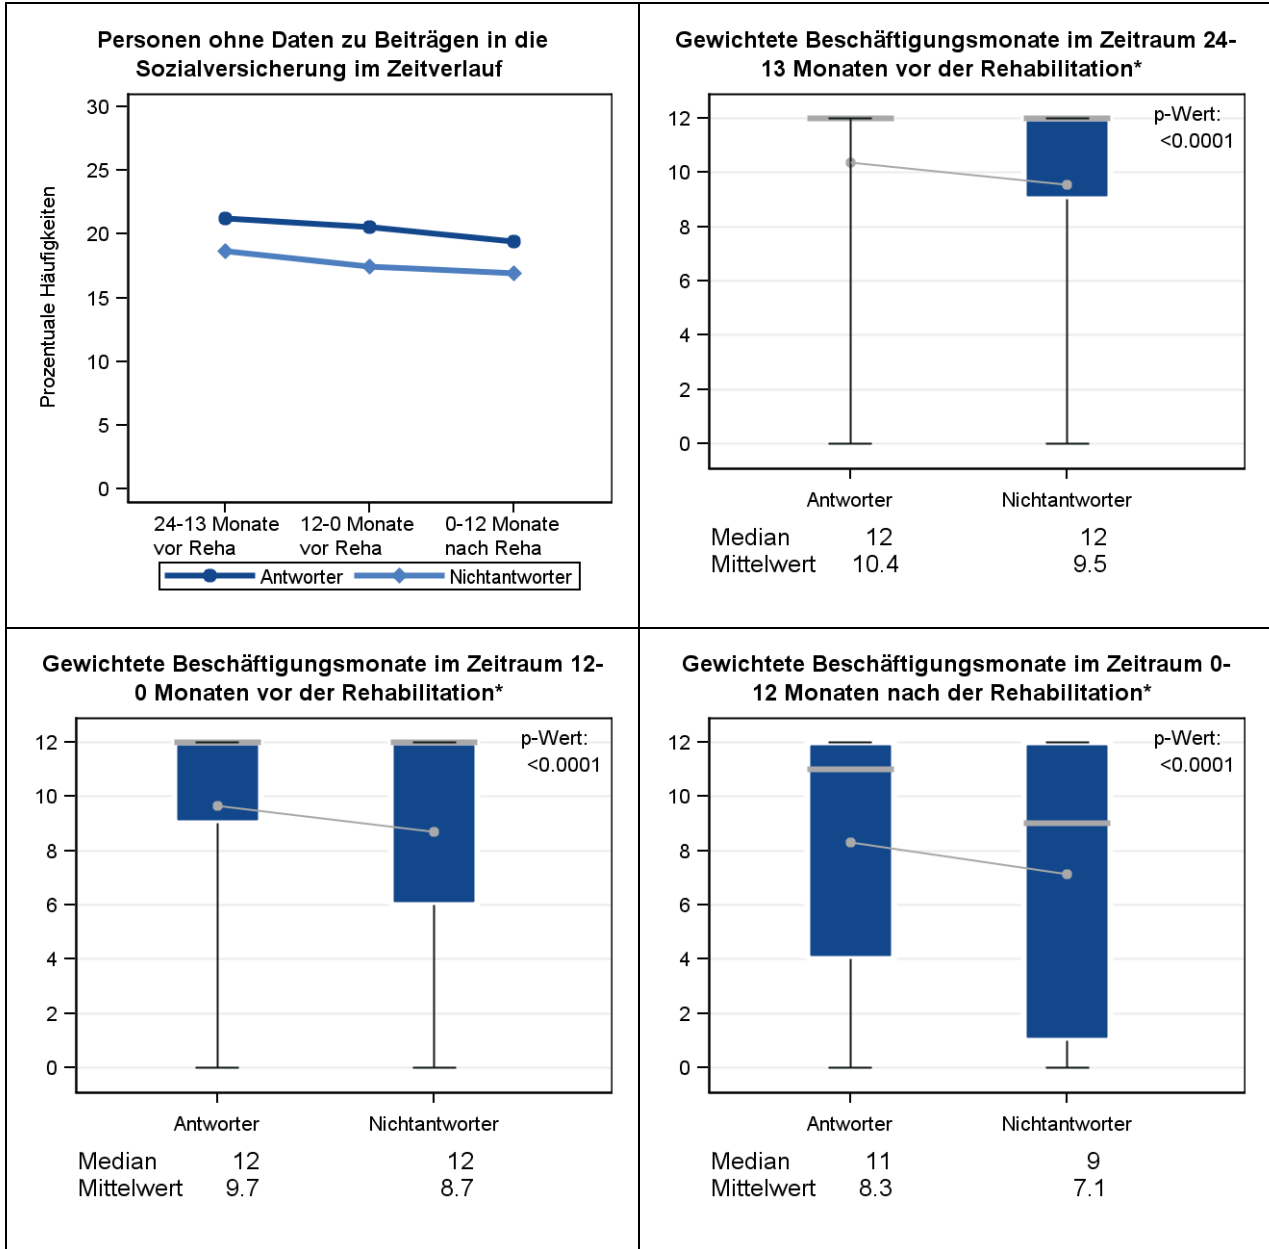 Personen ohne Daten zu Beiträgen in die
Sozialversicherung im Zeitverlauf
30
25
20
15
10
5
0
Prozentuale Häufigkeiten
24-13 Monate 12-0 Monate 0-12 Monate
vor Reha vor Reha nach Reha
Antworter Nichtantworter
Gewichtete Beschäftigungsmonate im Zeitraum 24-
13 Monaten vor der Rehabilitation*
p-Wert:
<0.0001
12
10
8
6
4
2
0
Antworter Nichtantworter
Median 12 12
Mittelwert 10.4 9.5
Gewichtete Beschäftigungsmonate im Zeitraum 12-
0 Monaten vor der Rehabilitation*
p-Wert:
<0.0001
12
10
8
6
4
2
0
Antworter Nichtantworter
Median 12 12
Mittelwert 9.7 8.7
Gewichtete Beschäftigungsmonate im Zeitraum 0-
12 Monaten nach der Rehabilitation*
p-Wert:
<0.0001
12
10
8
6
4
2
0
Antworter Nichtantworter
Median 11 9
Mittelwert 8.3 7.1